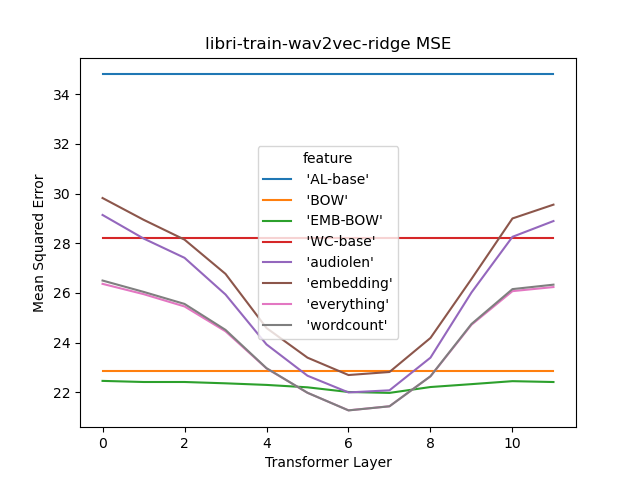 libri-train-wav2vec-ridge MSE
Mean Squared Error
34
32
30
28
26
24
22
feature
'AL-base'
'BOW'
'EMB-BOW'
'WC-base'
'audiolen'
'embedding'
'everything'
'wordcount'
0 2 4 6 8 10
Transformer Layer